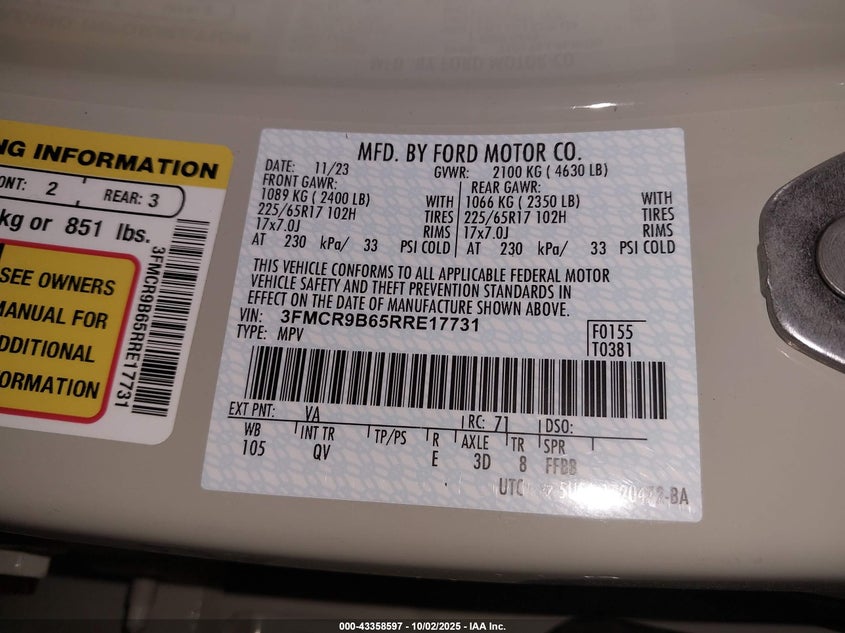 NG INFORMATION
ONT: 2 REAR: 3
kg or 851 lbs.
SEE OWNERS
MANUAL FOR
DDITIONAL
ORMATION
3FMCR9B65RRE17731
MFD. BY FORD MOTOR CO.
DATE: 11/23 GVWR: 2100 KG ( 4630 LB)
FRONT GAWR: REAR GAWR:
1089 KG ( 2400 LB) WITH 1066 KG ( 2350 LB) WITH
225/65R17 102H TIRES 225/65R17 102H TIRES
17x7.0J RIMS 17x7.0J RIMS
AT 230 kPa/ 33 PSI COLD AT 230 kPa/ 33 PSI COLD
THIS VEHICLE CONFORMS TO ALL APPLICABLE FEDERAL MOTOR
VEHICLE SAFETY AND THEFT PREVENTION STANDARDS IN
EFFECT ON THE DATE OF MANUFACTURE SHOWN ABOVE.
VIN: 3FMCR9B65RRE17731
TYPE: MPV
F0155
T0381
EXT PNT: VA RC: 71 DSO:
WB INT TR TP/PS R AXLE TR SPR
105 QV E 3D 8 FFBB
UTC
000-43358597 - 10/02/2025 - IAA Inc.